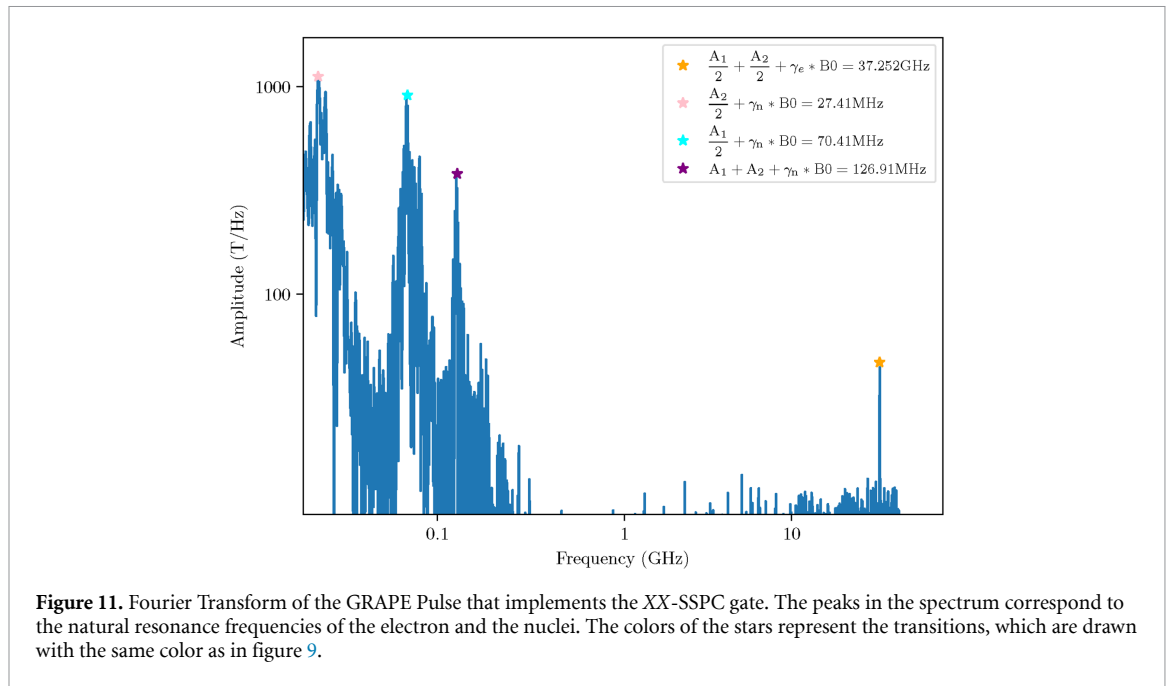 1000
100
Amplitude (T/Hz)
A₁/2 + A₂/2 + γₑ * B0 = 37.252GHz
A₂/2 + γₙ * B0 = 27.41MHz
A₁/2 + γₙ * B0 = 70.41MHz
A₁ + A₂ + γₙ * B0 = 126.91MHz
0.1
1
10
Frequency (GHz)
Figure 11. Fourier Transform of the GRAPE Pulse that implements the XX-SSPC gate. The peaks in the spectrum correspond to
the natural resonance frequencies of the electron and the nuclei. The colors of the stars represent the transitions, which are drawn
with the same color as in figure 9.